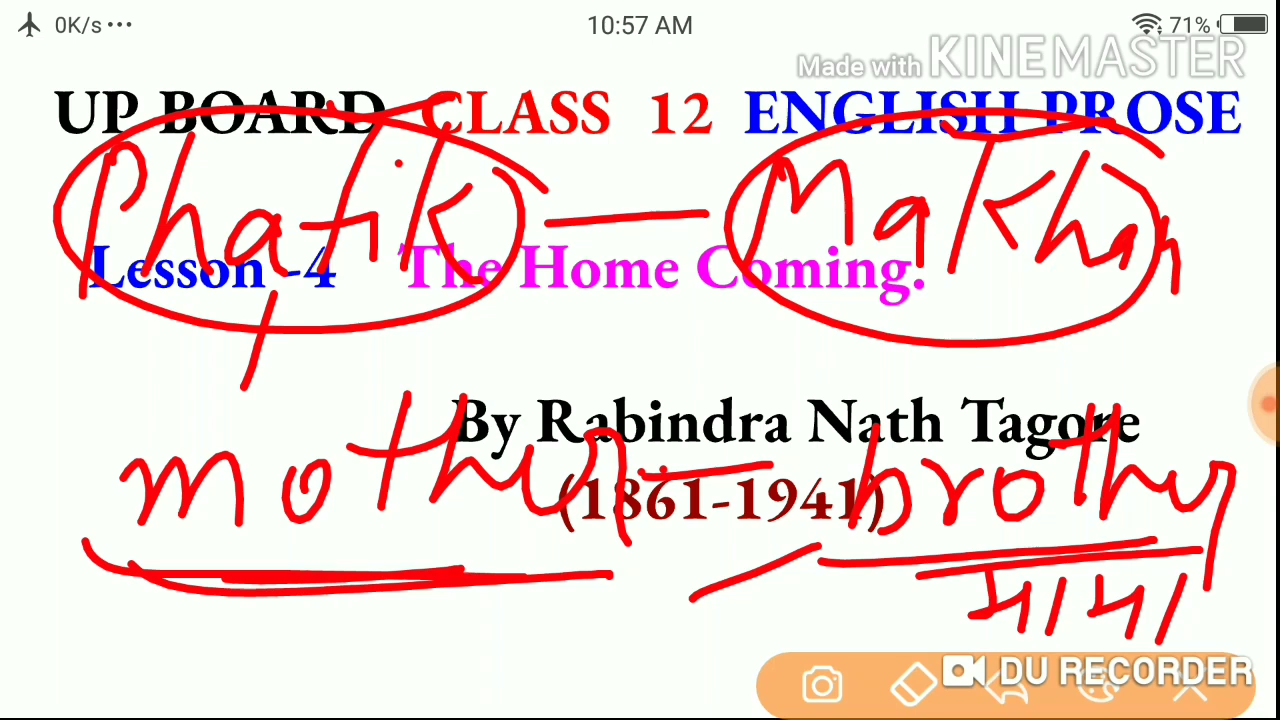 0K/s ... 10:57 AM 71%
Made with KINEMASTER
UP BOARD CLASS 12 ENGLISH PROSE
Phatik — Makhan
Lesson -4 The Home Coming.
By Rabindra Nath Tagore
mother — brother
(1861-1941)
मामा
DU RECORDER